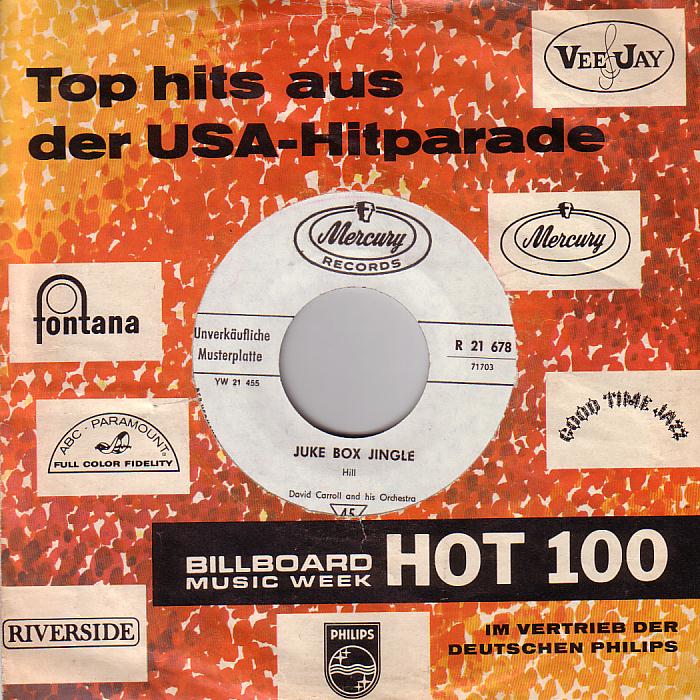 VEE JAY
Top hits aus
der USA-Hitparade
Mercury
RECORDS
Mercury
fontana
Unverkäufliche
Musterplatte
YW 21 455
R 21 678
71703
ABC-PARAMOUNT
FULL COLOR FIDELITY
GOOD TIME JAZZ
JUKE BOX JINGLE
Hill
David Carroll and his Orchestra
45
BILLBOARD
MUSIC WEEK
HOT 100
RIVERSIDE
PHILIPS
IM VERTRIEB DER
DEUTSCHEN PHILIPS